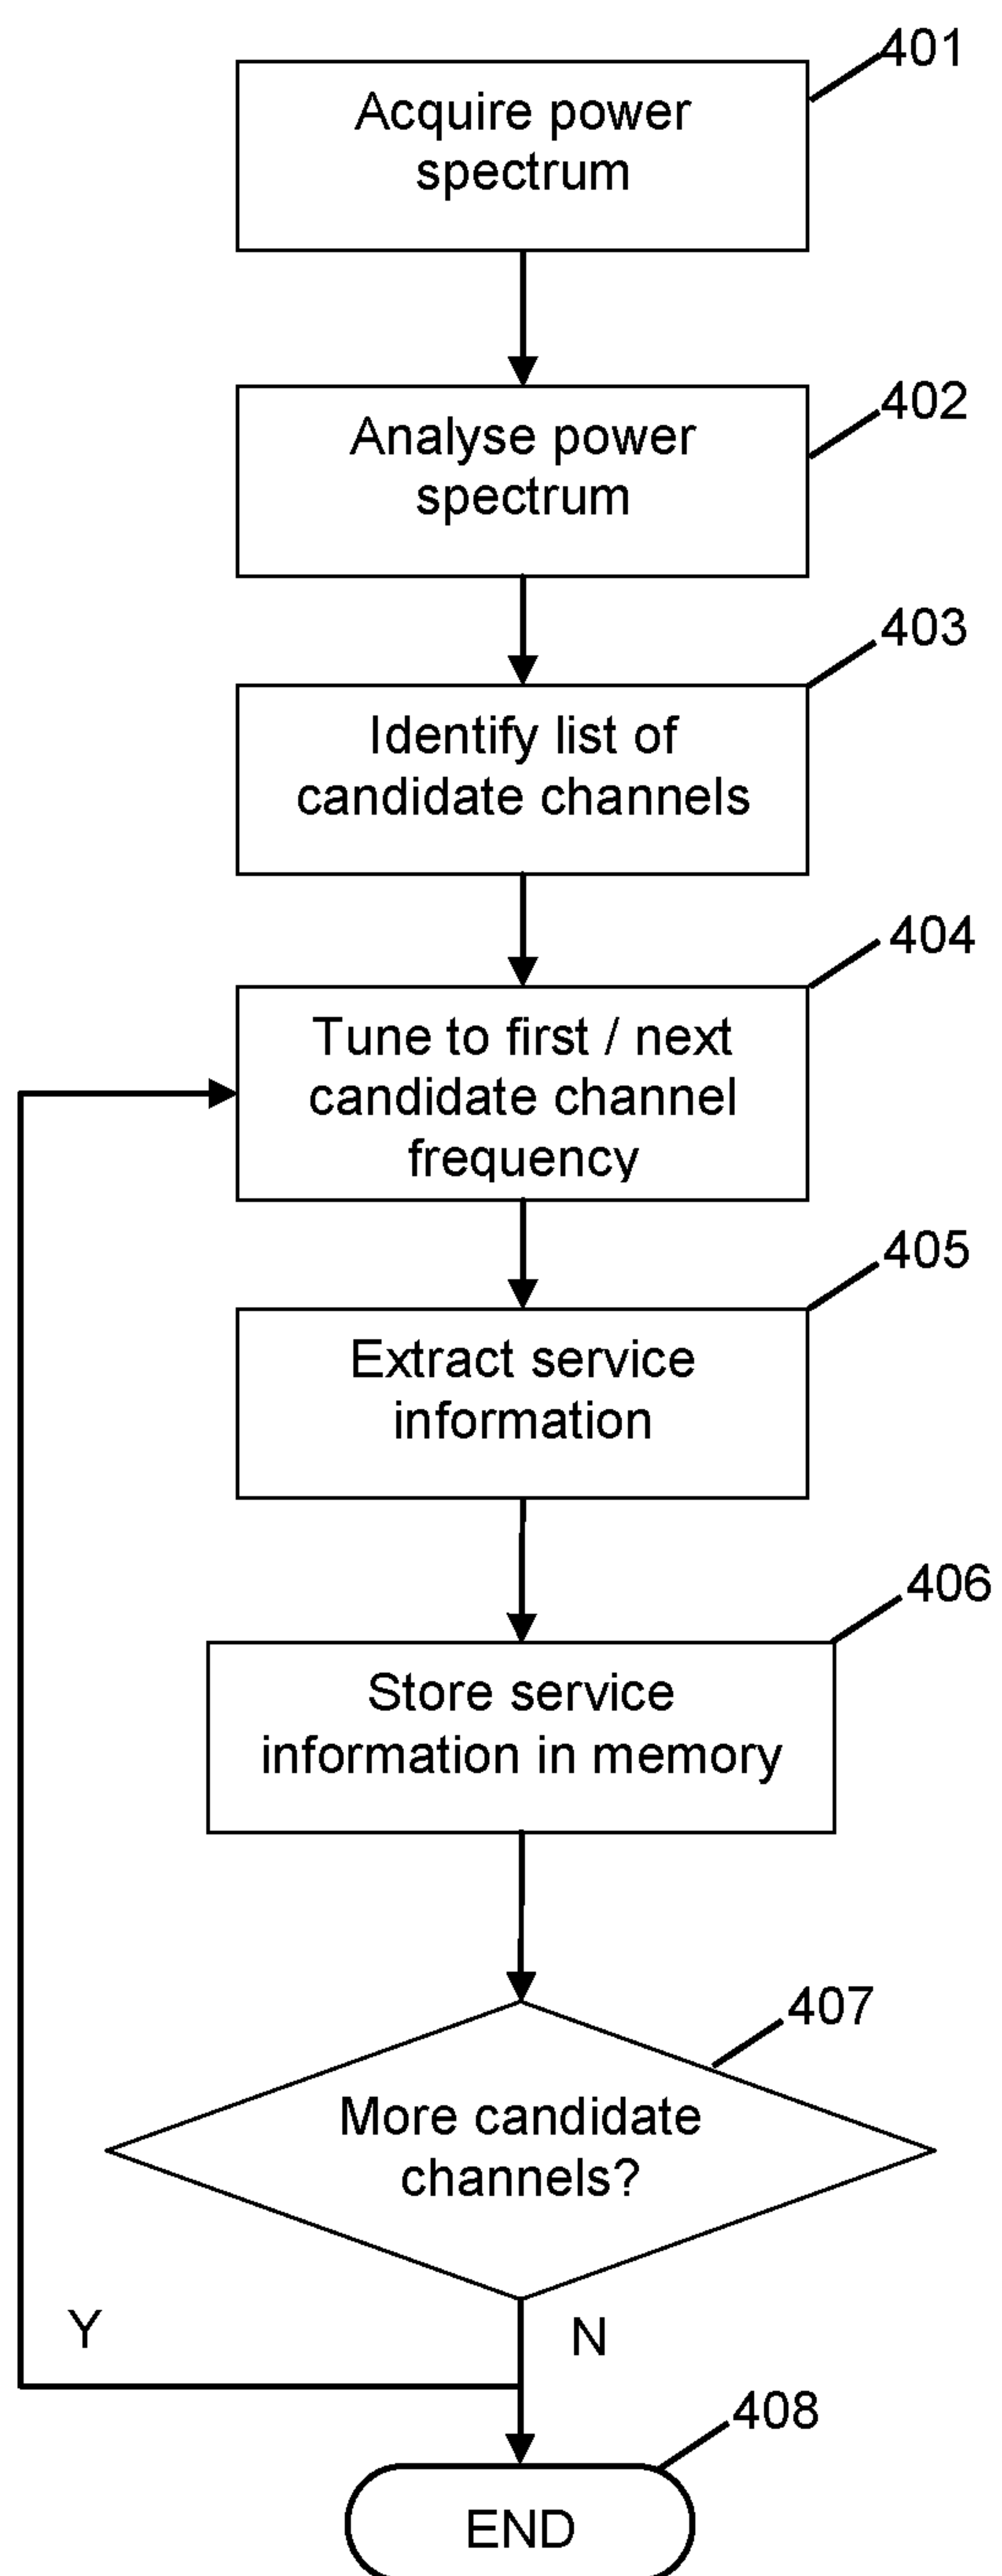 401
Acquire power
spectrum
402
Analyse power
spectrum
403
Identify list of
candidate channels
404
Tune to first / next
candidate channel
frequency
405
Extract service
information
406
Store service
information in memory
407
More candidate
channels?
Y
N
408
END